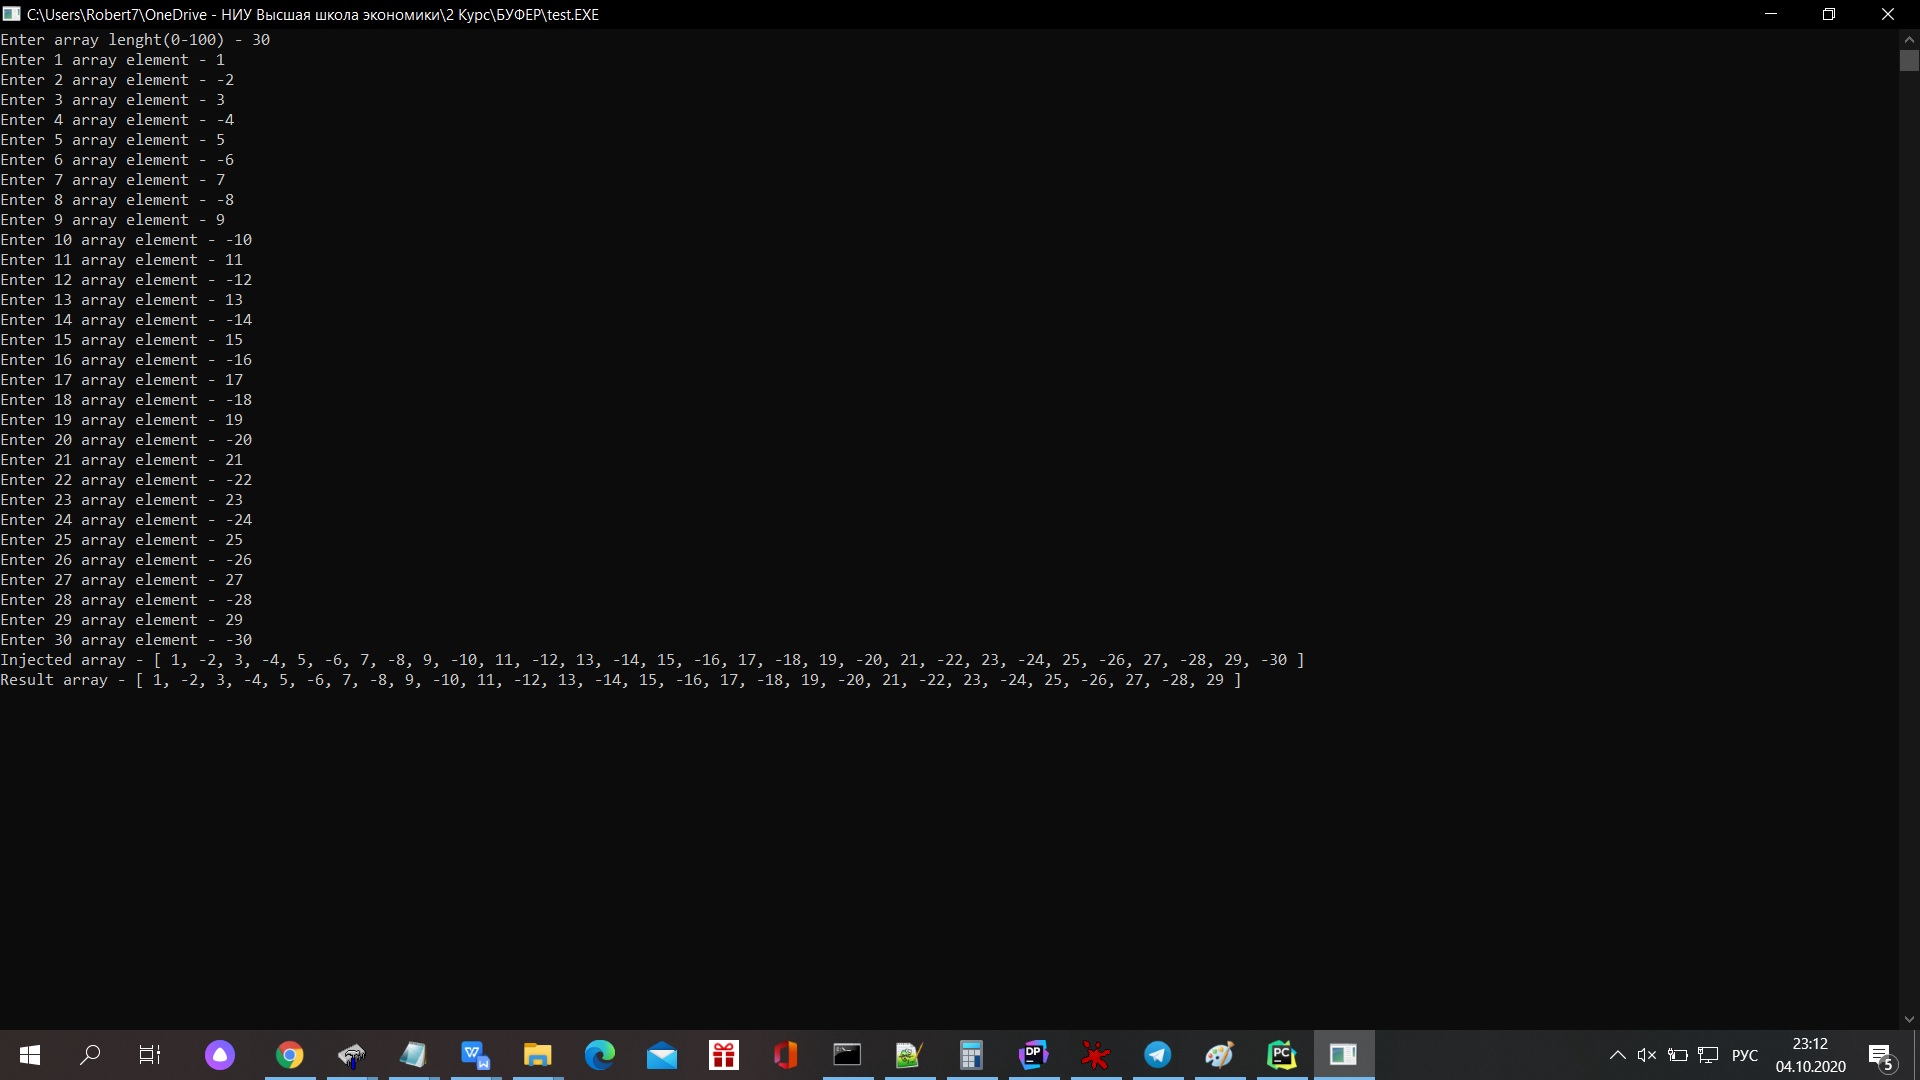 C:\Users\Robert7\OneDrive - НИУ Высшая школа экономики\2 Курс\БУФЕР\test.EXE
Enter array lenght(0-100) - 30
Enter 1 array element - 1
Enter 2 array element - -2
Enter 3 array element - 3
Enter 4 array element - -4
Enter 5 array element - 5
Enter 6 array element - -6
Enter 7 array element - 7
Enter 8 array element - -8
Enter 9 array element - 9
Enter 10 array element - -10
Enter 11 array element - 11
Enter 12 array element - -12
Enter 13 array element - 13
Enter 14 array element - -14
Enter 15 array element - 15
Enter 16 array element - -16
Enter 17 array element - 17
Enter 18 array element - -18
Enter 19 array element - 19
Enter 20 array element - -20
Enter 21 array element - 21
Enter 22 array element - -22
Enter 23 array element - 23
Enter 24 array element - -24
Enter 25 array element - 25
Enter 26 array element - -26
Enter 27 array element - 27
Enter 28 array element - -28
Enter 29 array element - 29
Enter 30 array element - -30
Injected array - [ 1, -2, 3, -4, 5, -6, 7, -8, 9, -10, 11, -12, 13, -14, 15, -16, 17, -18, 19, -20, 21, -22, 23, -24, 25, -26, 27, -28, 29, -30 ]
Result array - [ 1, -2, 3, -4, 5, -6, 7, -8, 9, -10, 11, -12, 13, -14, 15, -16, 17, -18, 19, -20, 21, -22, 23, -24, 25, -26, 27, -28, 29 ]
W
DP
PC
РУС
23:12
04.10.2020
5